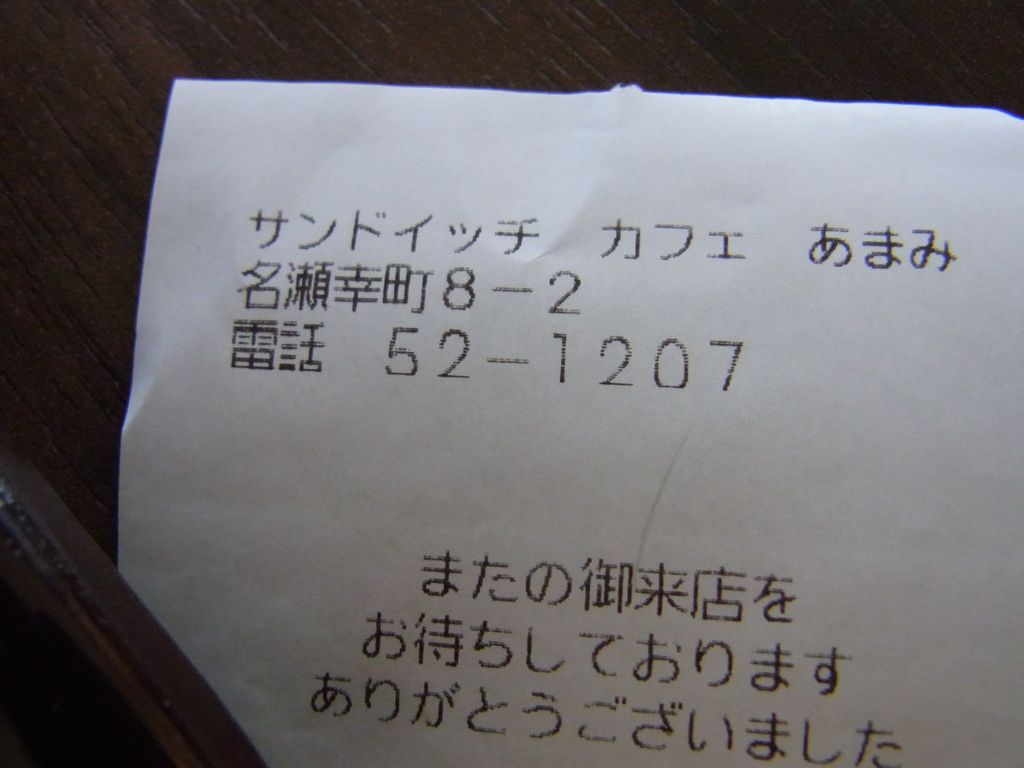 サンドイッチ　カフェ　あまみ
名瀬幸町８－２
電話　５２－１２０７
またの御来店を
お待ちしております
ありがとうございました